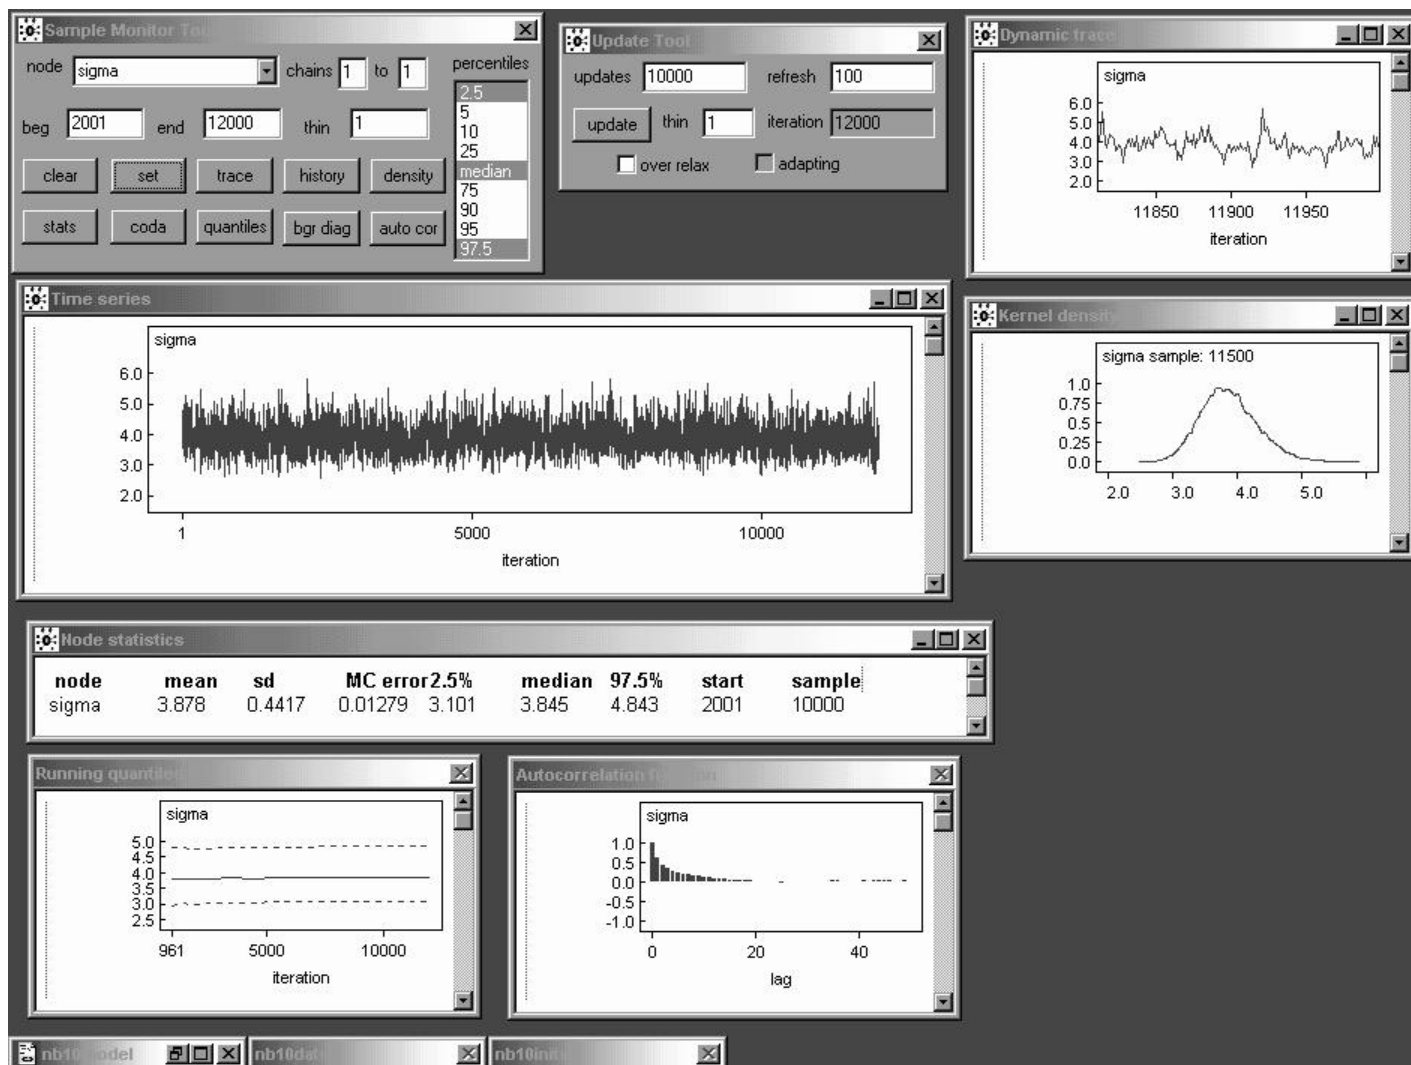 Sample Monitor To
node sigma chains 1 to 1 percentiles
2.5
5
10
25
median
75
90
95
97.5
beg 2001 end 12000 thin 1
clear set trace history density
stats coda quantiles bgr diag auto cor
Update Tool
updates 10000 refresh 100
update thin 1 iteration 12000
over relax adapting
Dynamic trace
sigma
6.0
5.0
4.0
3.0
2.0
11850 11900 11950
iteration
Time series
sigma
6.0
5.0
4.0
3.0
2.0
1 5000 10000
iteration
Kernel density
sigma sample: 11500
1.0
0.75
0.5
0.25
0.0
2.0 3.0 4.0 5.0
Node statistics
node mean sd MC error 2.5% median 97.5% start sample
sigma 3.878 0.4417 0.01279 3.101 3.845 4.843 2001 10000
Running quantile
sigma
5.0
4.5
4.0
3.5
3.0
2.5
961 5000 10000
iteration
Autocorrelation
sigma
1.0
0.5
0.0
-0.5
-1.0
0 20 40
lag
nb10model nb10dat nb10init